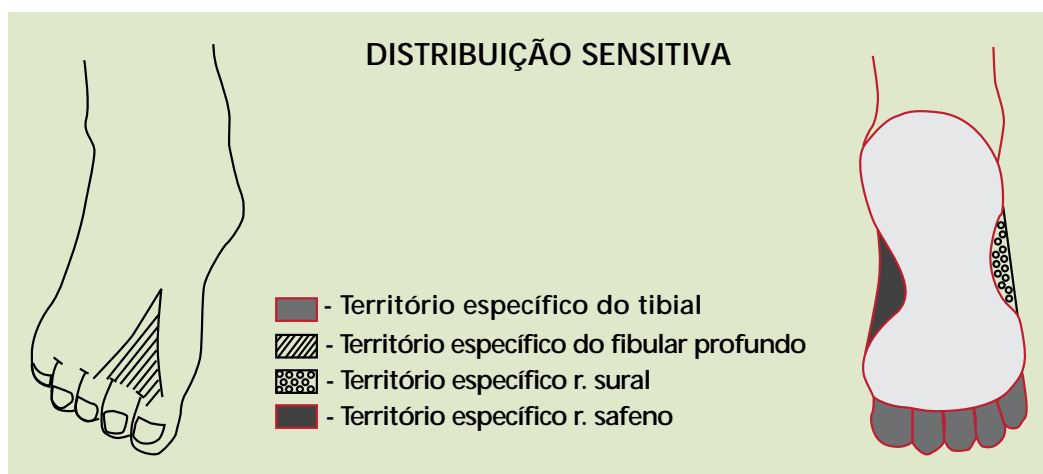 DISTRIBUIÇÃO SENSITIVA
- Território específico do tibial
- Território específico do fibular profundo
- Território específico r. sural
- Território específico r. safeno